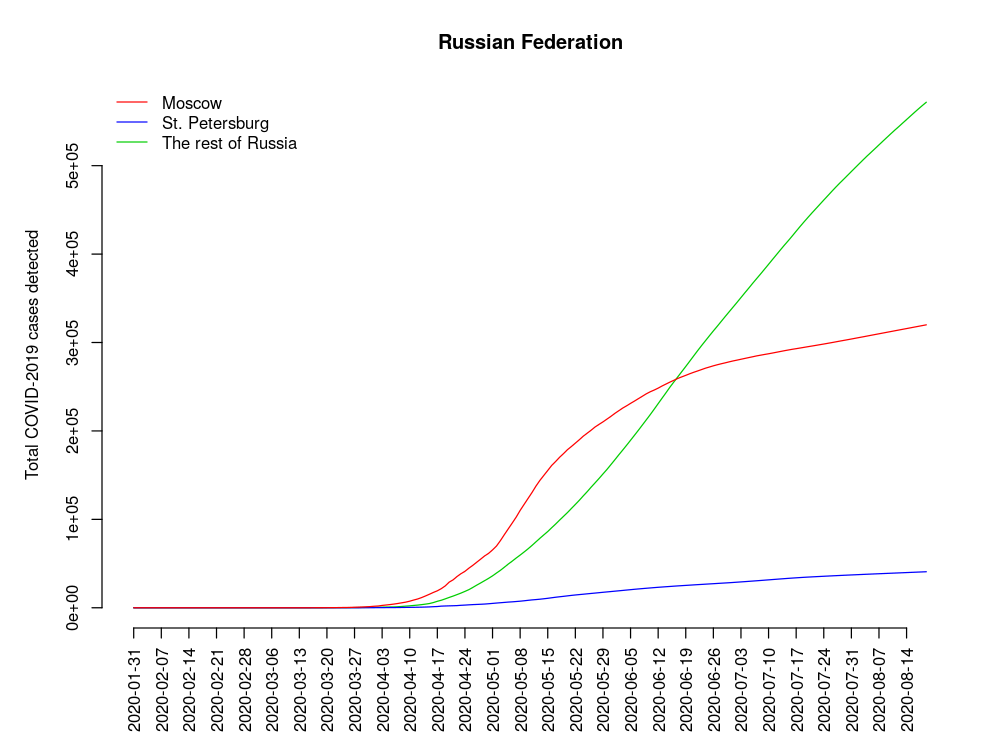 Russian Federation
Moscow
St. Petersburg
The rest of Russia
Total COVID-2019 cases detected
5e+05
4e+05
3e+05
2e+05
1e+05
0e+00
2020-01-31
2020-02-07
2020-02-14
2020-02-21
2020-02-28
2020-03-06
2020-03-13
2020-03-20
2020-03-27
2020-04-03
2020-04-10
2020-04-17
2020-04-24
2020-05-01
2020-05-08
2020-05-15
2020-05-22
2020-05-29
2020-06-05
2020-06-12
2020-06-19
2020-06-26
2020-07-03
2020-07-10
2020-07-17
2020-07-24
2020-07-31
2020-08-07
2020-08-14